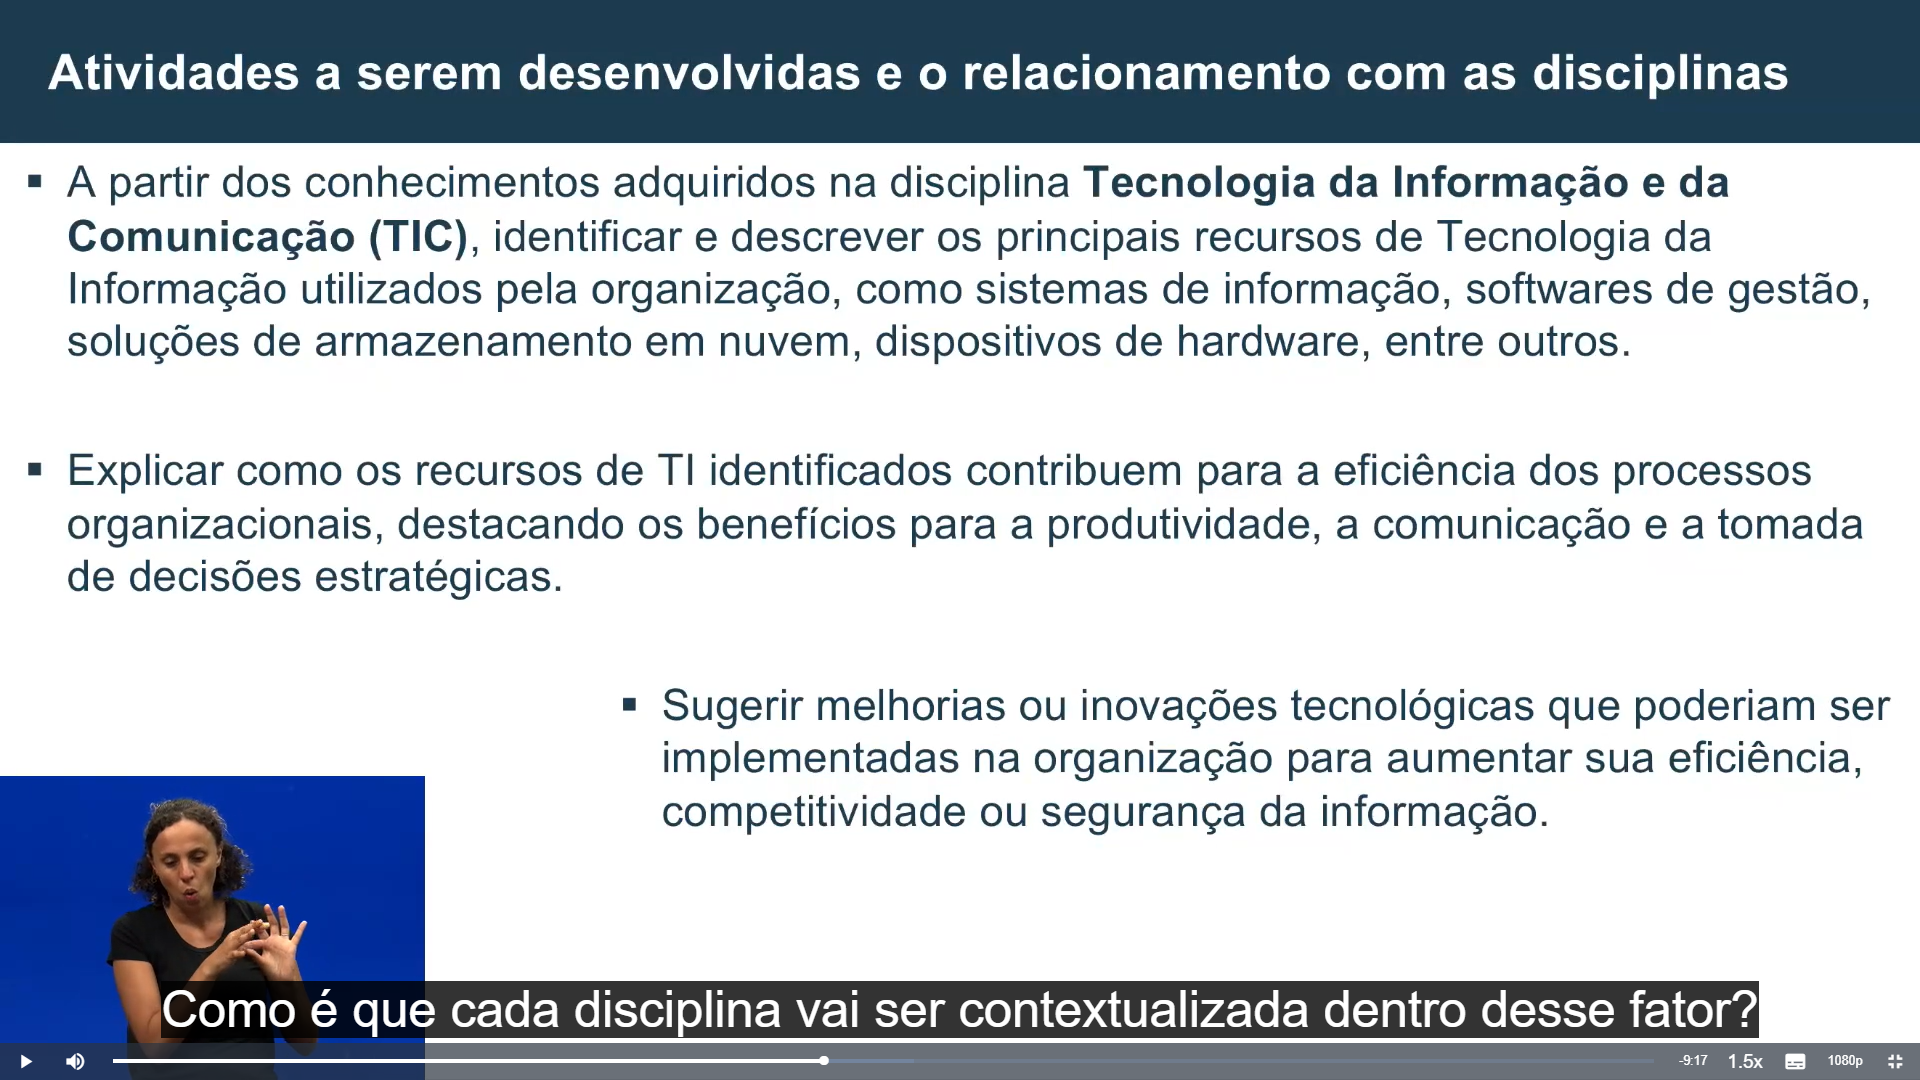 Atividades a serem desenvolvidas e o relacionamento com as disciplinas
▪ A partir dos conhecimentos adquiridos na disciplina Tecnologia da Informação e da
Comunicação (TIC), identificar e descrever os principais recursos de Tecnologia da
Informação utilizados pela organização, como sistemas de informação, softwares de gestão,
soluções de armazenamento em nuvem, dispositivos de hardware, entre outros.
▪ Explicar como os recursos de TI identificados contribuem para a eficiência dos processos
organizacionais, destacando os benefícios para a produtividade, a comunicação e a tomada
de decisões estratégicas.
▪ Sugerir melhorias ou inovações tecnológicas que poderiam ser
implementadas na organização para aumentar sua eficiência,
competitividade ou segurança da informação.
Como é que cada disciplina vai ser contextualizada dentro desse fator?
-9:17 1.5x 1080p